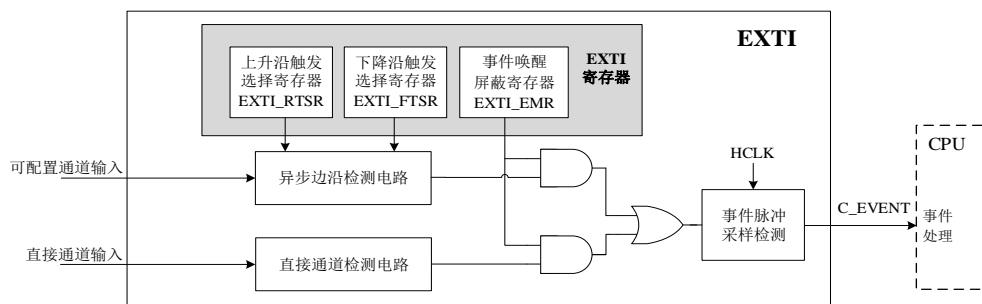 EXTI
上升沿触发
选择寄存器
EXTI_RTSR
下降沿触发
选择寄存器
EXTI_FTSR
事件唤醒
屏蔽寄存器
EXTI_EMR
EXTI
寄存器
可配置通道输入
异步边沿检测电路
HCLK
CPU
直接通道输入
直接通道检测电路
事件脉冲
采样检测
C_EVENT
事件
处理